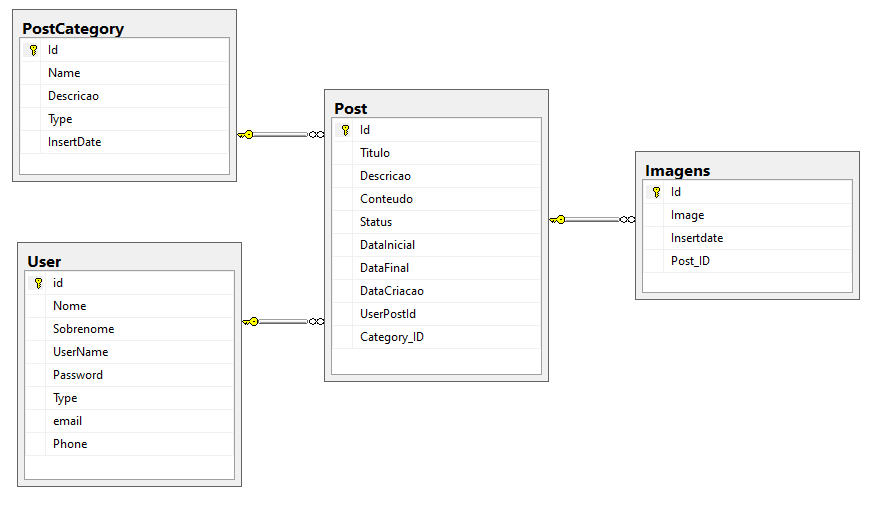 PostCategory
Id
Name
Descricao
Type
InsertDate
User
id
Nome
Sobrenome
UserName
Password
Type
email
Phone
Post
Id
Titulo
Descricao
Conteudo
Status
DataInicial
DataFinal
DataCriacao
UserPostId
Category_ID
Imagens
Id
Image
Insertdate
Post_ID